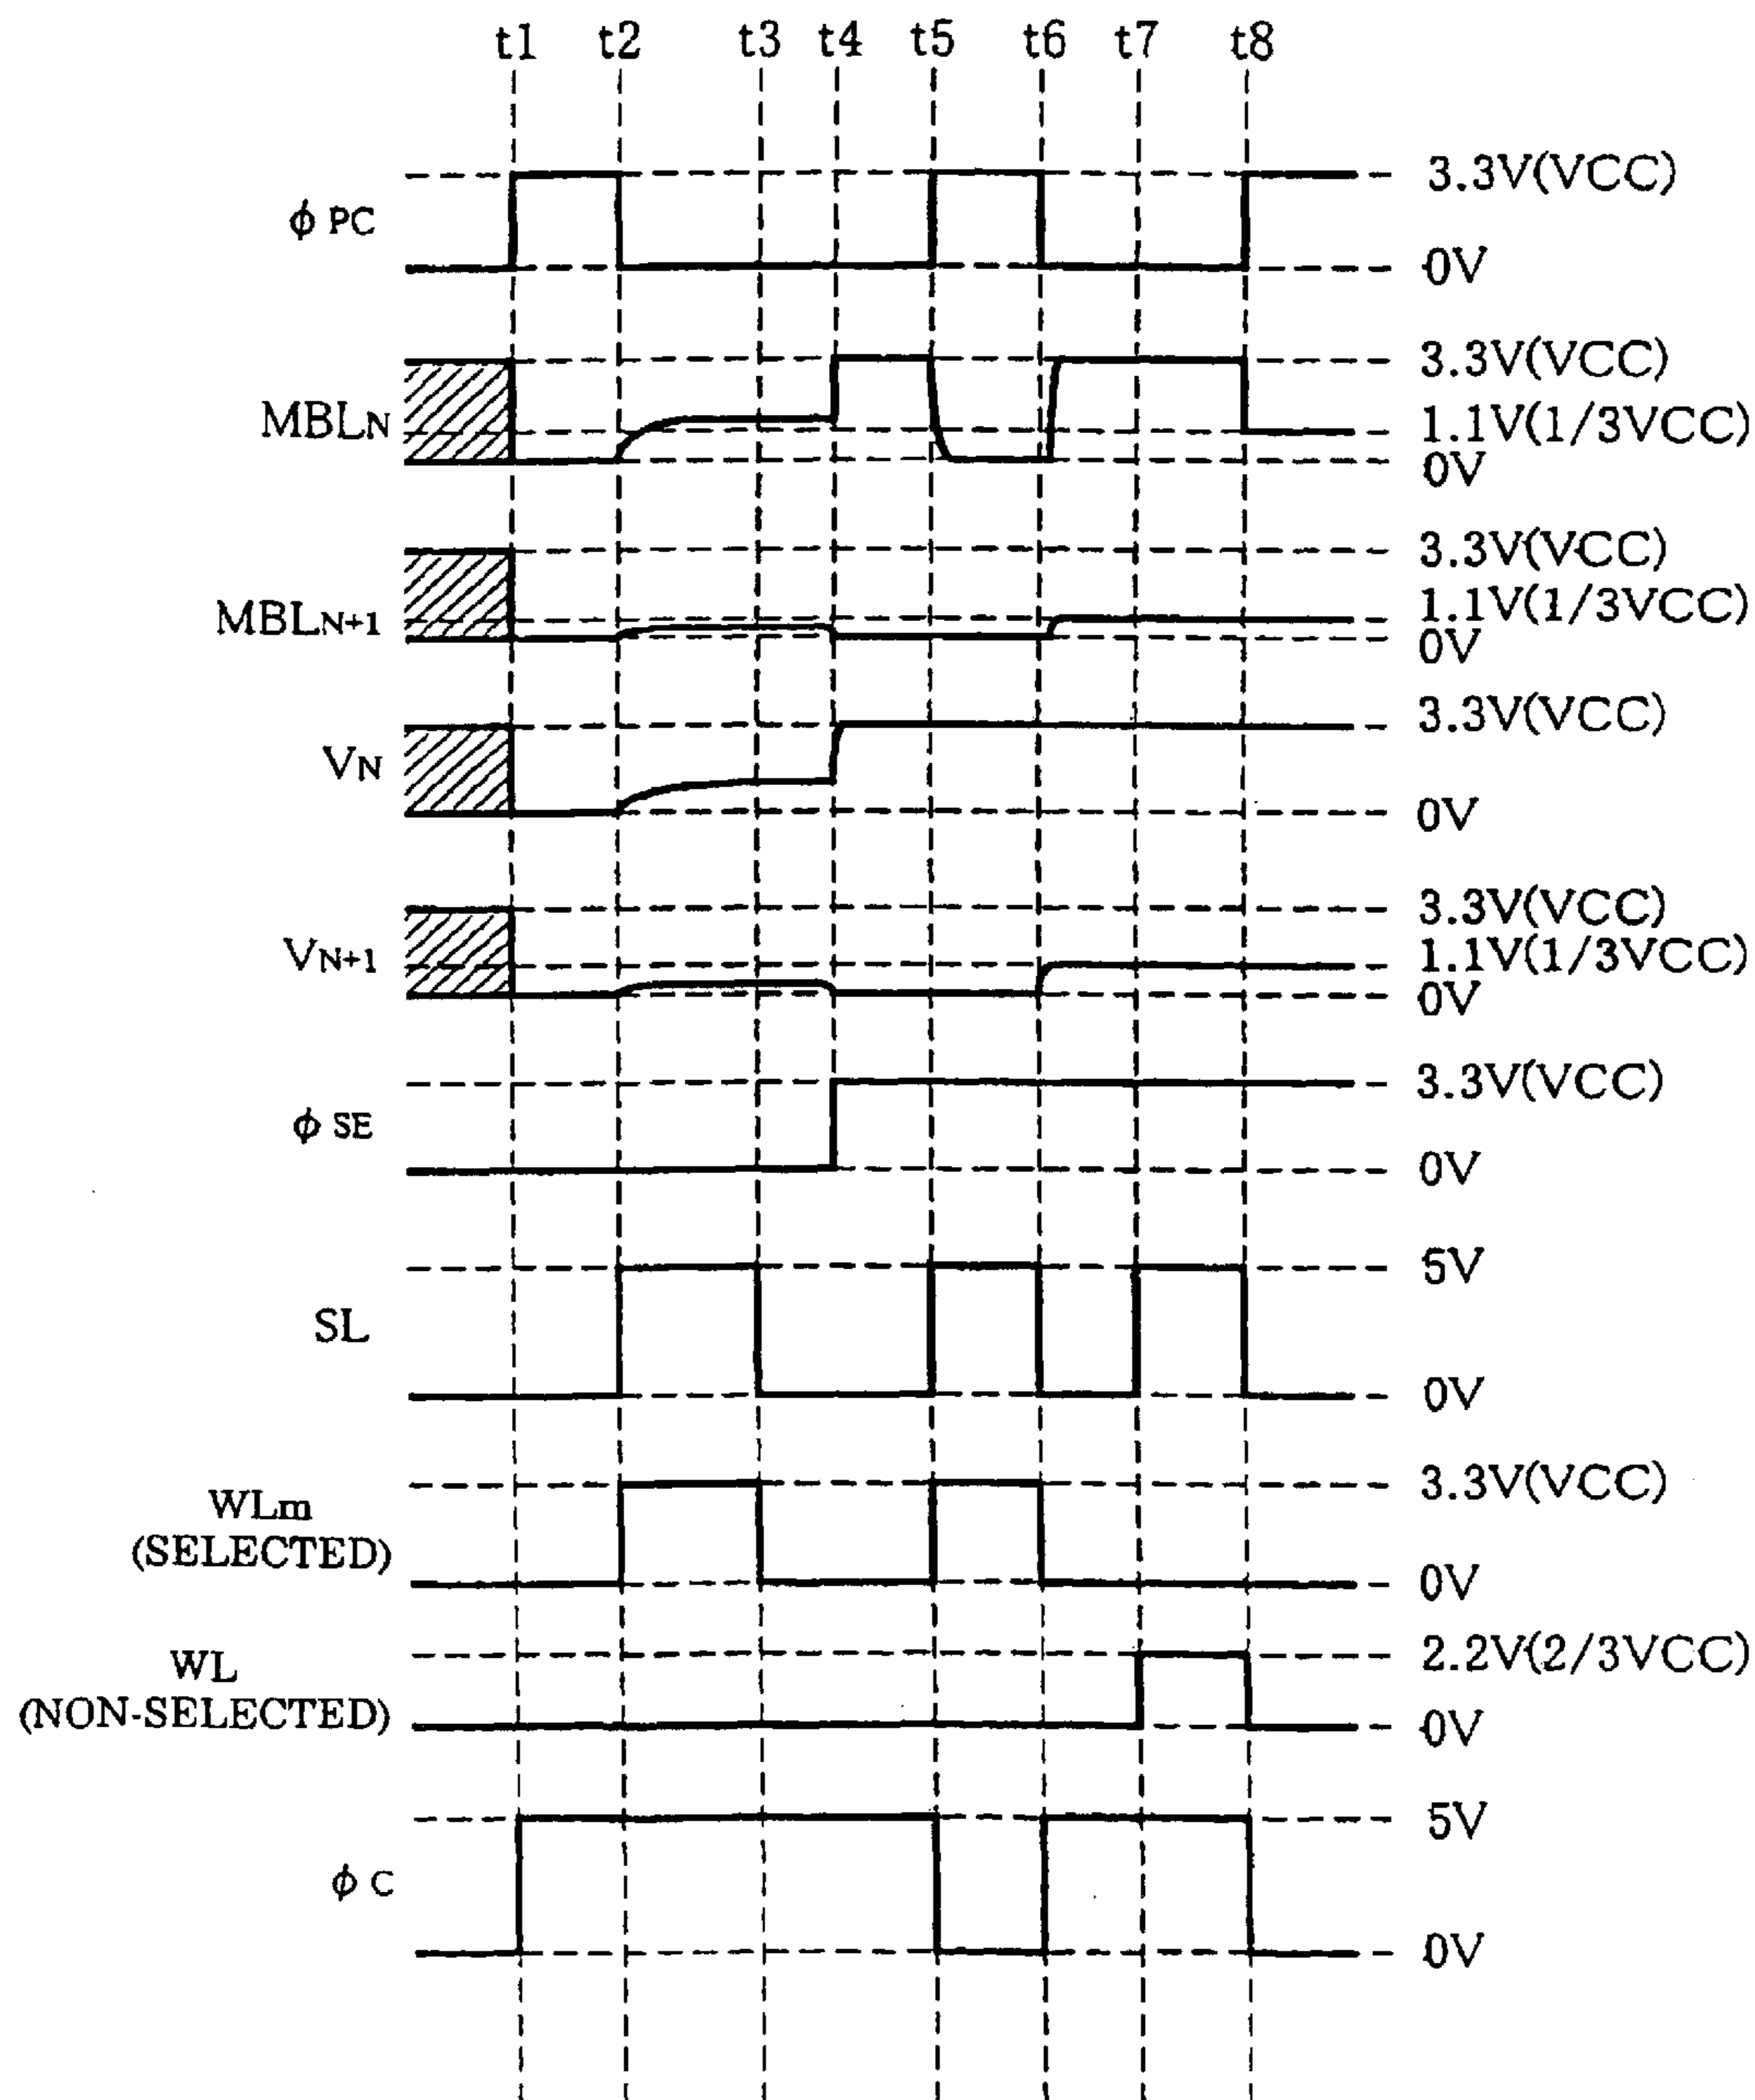 t1 t2 t3 t4 t5 t6 t7 t8
3.3V(VCC)
φ PC
0V
3.3V(VCC)
MBLN
1.1V(1/3VCC)
0V
3.3V(VCC)
MBLN+1
1.1V(1/3VCC)
0V
3.3V(VCC)
VN
0V
3.3V(VCC)
VN+1
1.1V(1/3VCC)
0V
3.3V(VCC)
φ SE
0V
5V
SL
0V
3.3V(VCC)
WLm
(SELECTED)
0V
2.2V(2/3VCC)
WL
(NON-SELECTED)
0V
5V
φ C
0V